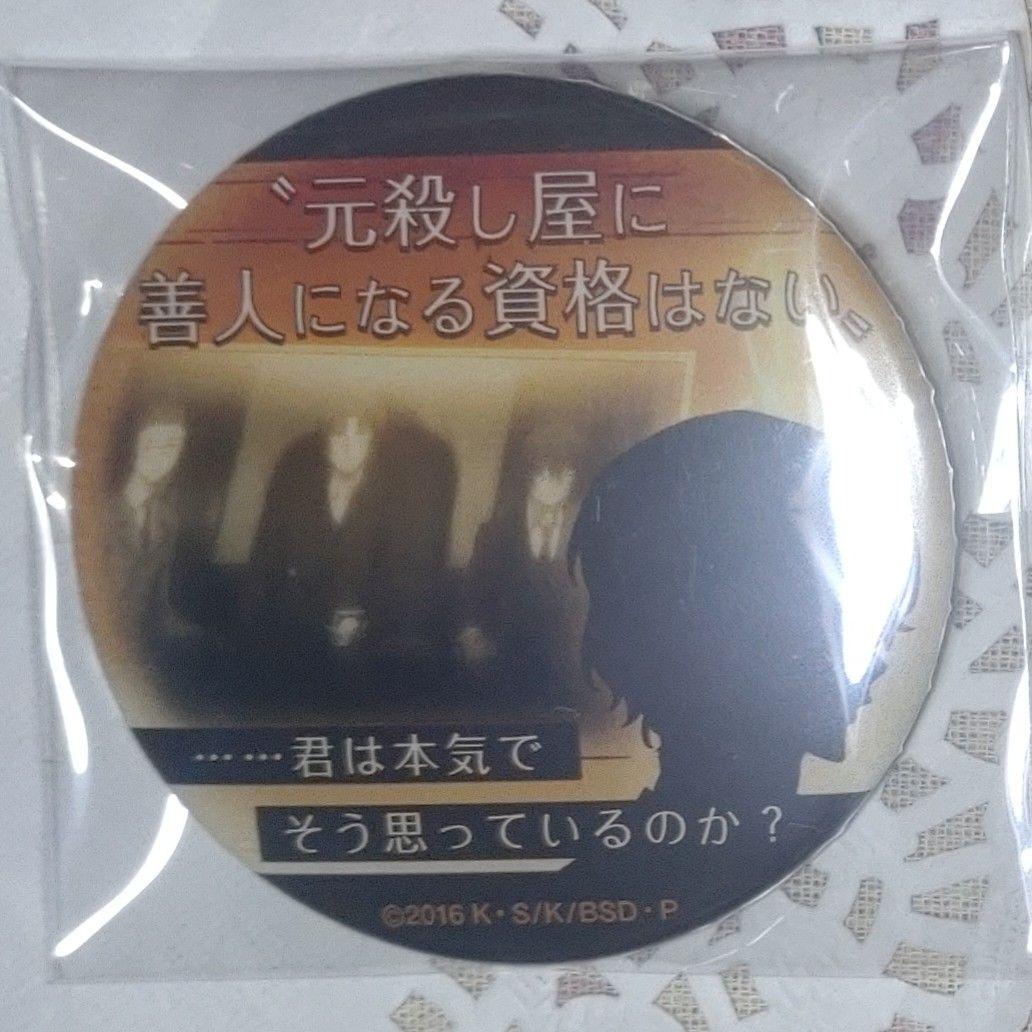 〝元殺し屋に
善人になる資格はない〟
……君は本気で
そう思っているのか？
©2016 K・S/K/BSD・P